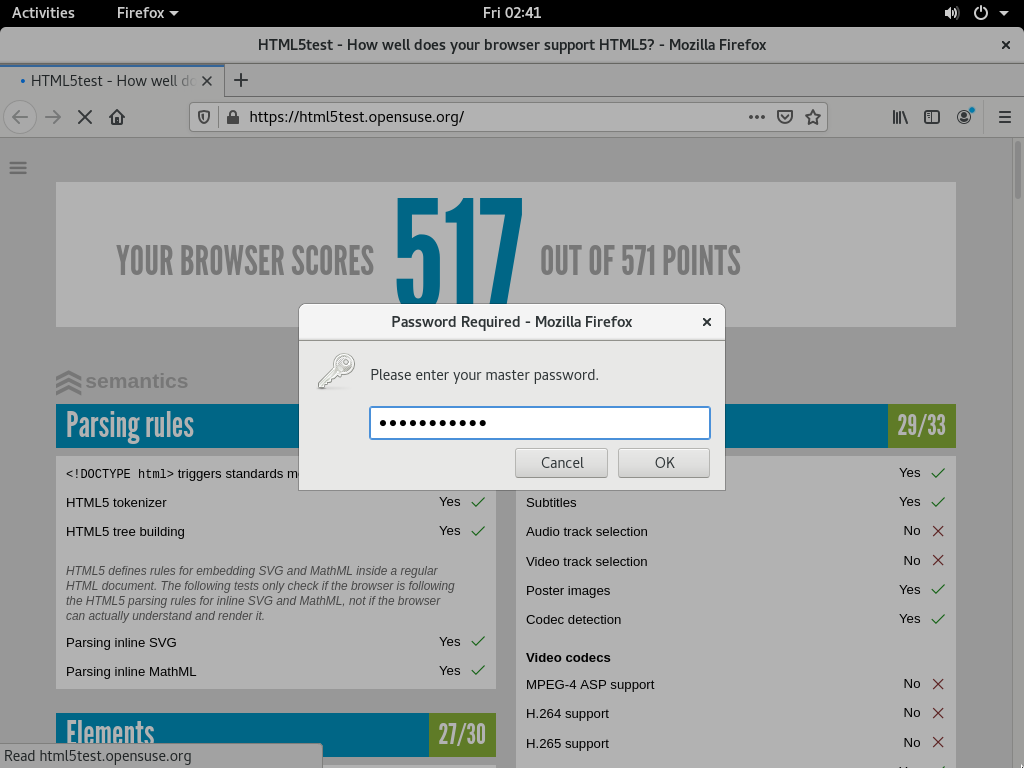 Activities
Firefox
Fri 02:41
HTML5test - How well does your browser support HTML5? - Mozilla Firefox
HTML5test - How well do
https://html5test.opensuse.org/
YOUR BROWSER SCORES 517 OUT OF 571 POINTS
Password Required - Mozilla Firefox
Please enter your master password.
Cancel
OK
semantics
Parsing rules
<!DOCTYPE html> triggers standards m
HTML5 tokenizer Yes
HTML5 tree building Yes
HTML5 defines rules for embedding SVG and MathML inside a regular
HTML document. The following tests only check if the browser is following
the HTML5 parsing rules for inline SVG and MathML, not if the browser
can actually understand and render it.
Parsing inline SVG Yes
Parsing inline MathML Yes
Elements 27/30
29/33
Yes
Subtitles Yes
Audio track selection No
Video track selection No
Poster images Yes
Codec detection Yes
Video codecs
MPEG-4 ASP support No
H.264 support No
H.265 support No
Read html5test.opensuse.org